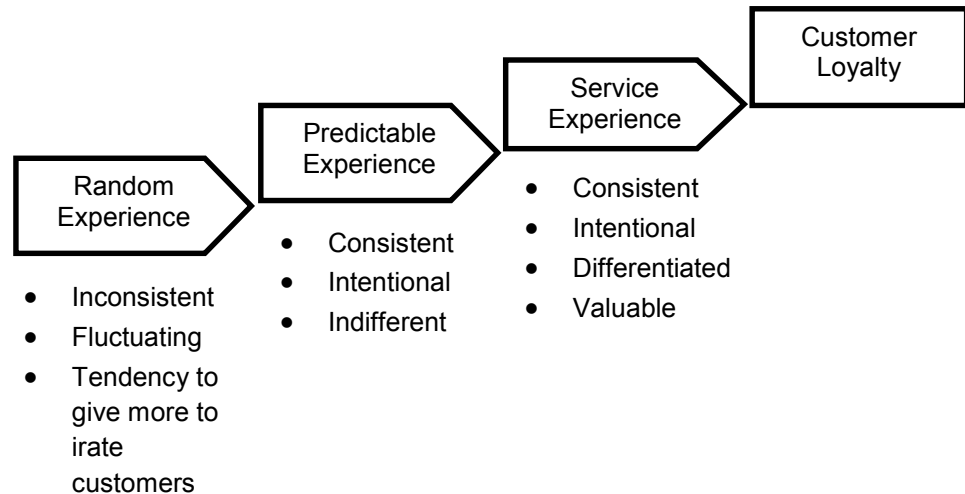 Random
Experience
• Inconsistent
• Fluctuating
• Tendency to
give more to
irate
customers
Predictable
Experience
• Consistent
• Intentional
• Indifferent
Service
Experience
• Consistent
• Intentional
• Differentiated
• Valuable
Customer
Loyalty